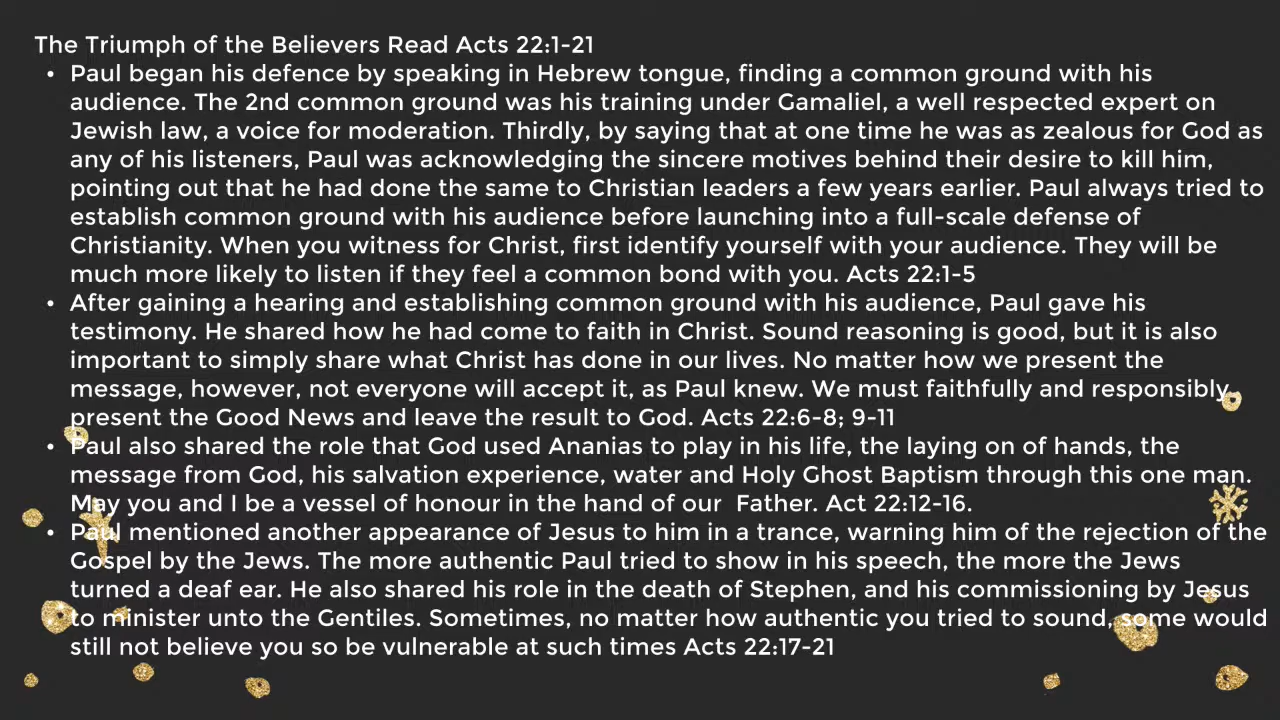 The Triumph of the Believers Read Acts 22:1-21
• Paul began his defence by speaking in Hebrew tongue, finding a common ground with his
audience. The 2nd common ground was his training under Gamaliel, a well respected expert on
Jewish law, a voice for moderation. Thirdly, by saying that at one time he was as zealous for God as
any of his listeners, Paul was acknowledging the sincere motives behind their desire to kill him,
pointing out that he had done the same to Christian leaders a few years earlier. Paul always tried to
establish common ground with his audience before launching into a full-scale defense of
Christianity. When you witness for Christ, first identify yourself with your audience. They will be
much more likely to listen if they feel a common bond with you. Acts 22:1-5
• After gaining a hearing and establishing common ground with his audience, Paul gave his
testimony. He shared how he had come to faith in Christ. Sound reasoning is good, but it is also
important to simply share what Christ has done in our lives. No matter how we present the
message, however, not everyone will accept it, as Paul knew. We must faithfully and responsibly
present the Good News and leave the result to God. Acts 22:6-8; 9-11
• Paul also shared the role that God used Ananias to play in his life, the laying on of hands, the
message from God, his salvation experience, water and Holy Ghost Baptism through this one man.
May you and I be a vessel of honour in the hand of our  Father. Act 22:12-16.
• Paul mentioned another appearance of Jesus to him in a trance, warning him of the rejection of the
Gospel by the Jews. The more authentic Paul tried to show in his speech, the more the Jews
turned a deaf ear. He also shared his role in the death of Stephen, and his commissioning by Jesus
to minister unto the Gentiles. Sometimes, no matter how authentic you tried to sound, some would
still not believe you so be vulnerable at such times Acts 22:17-21